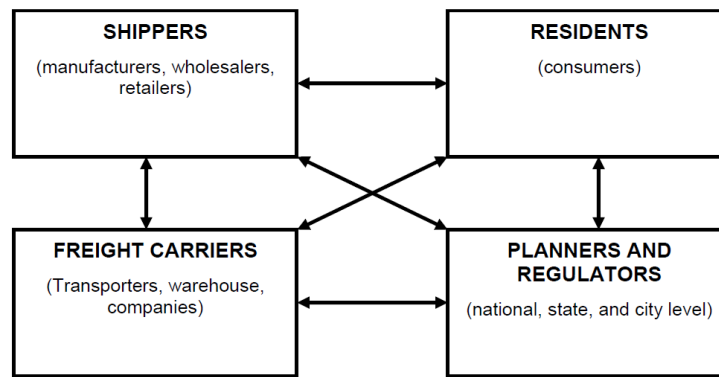 SHIPPERS
(manufacturers, wholesalers,
retailers)
RESIDENTS
(consumers)
FREIGHT CARRIERS
(Transporters, warehouse,
companies)
PLANNERS AND
REGULATORS
(national, state, and city level)